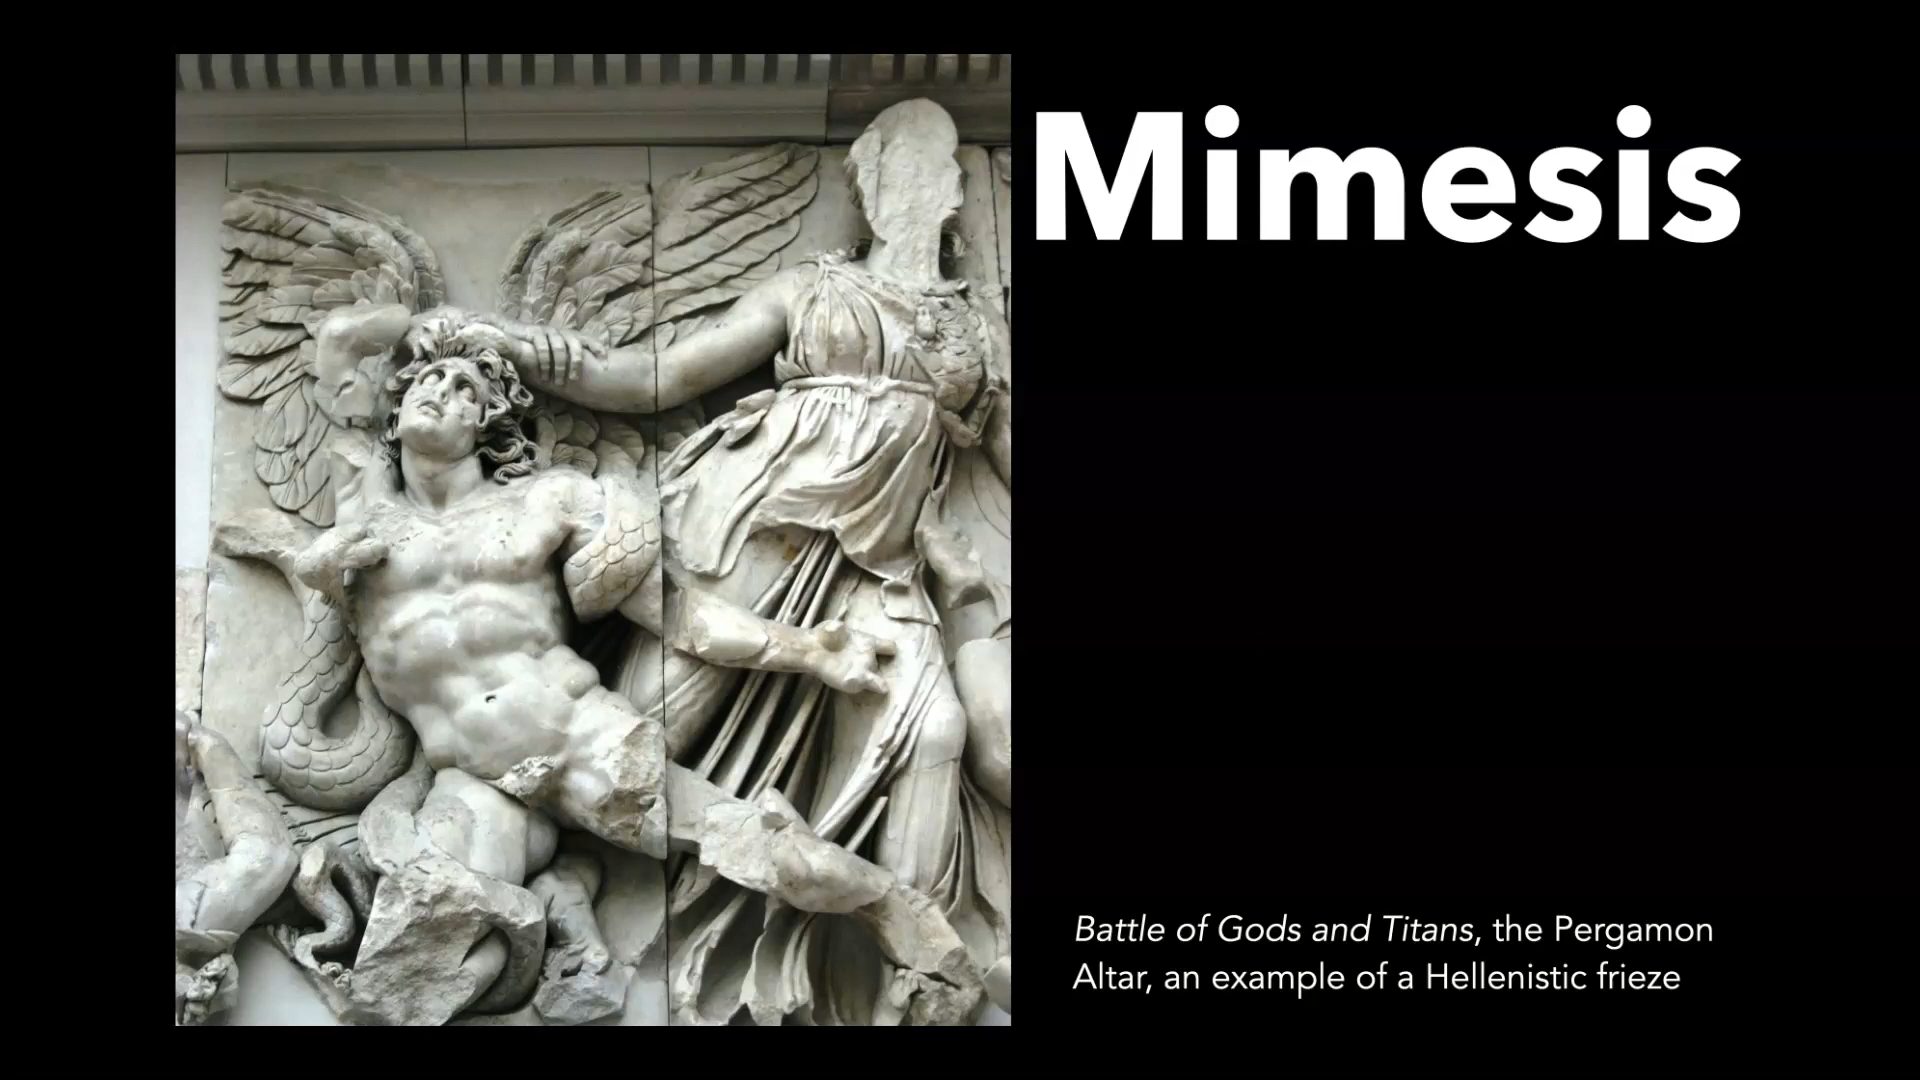 Mimesis
Battle of Gods and Titans, the Pergamon
Altar, an example of a Hellenistic frieze